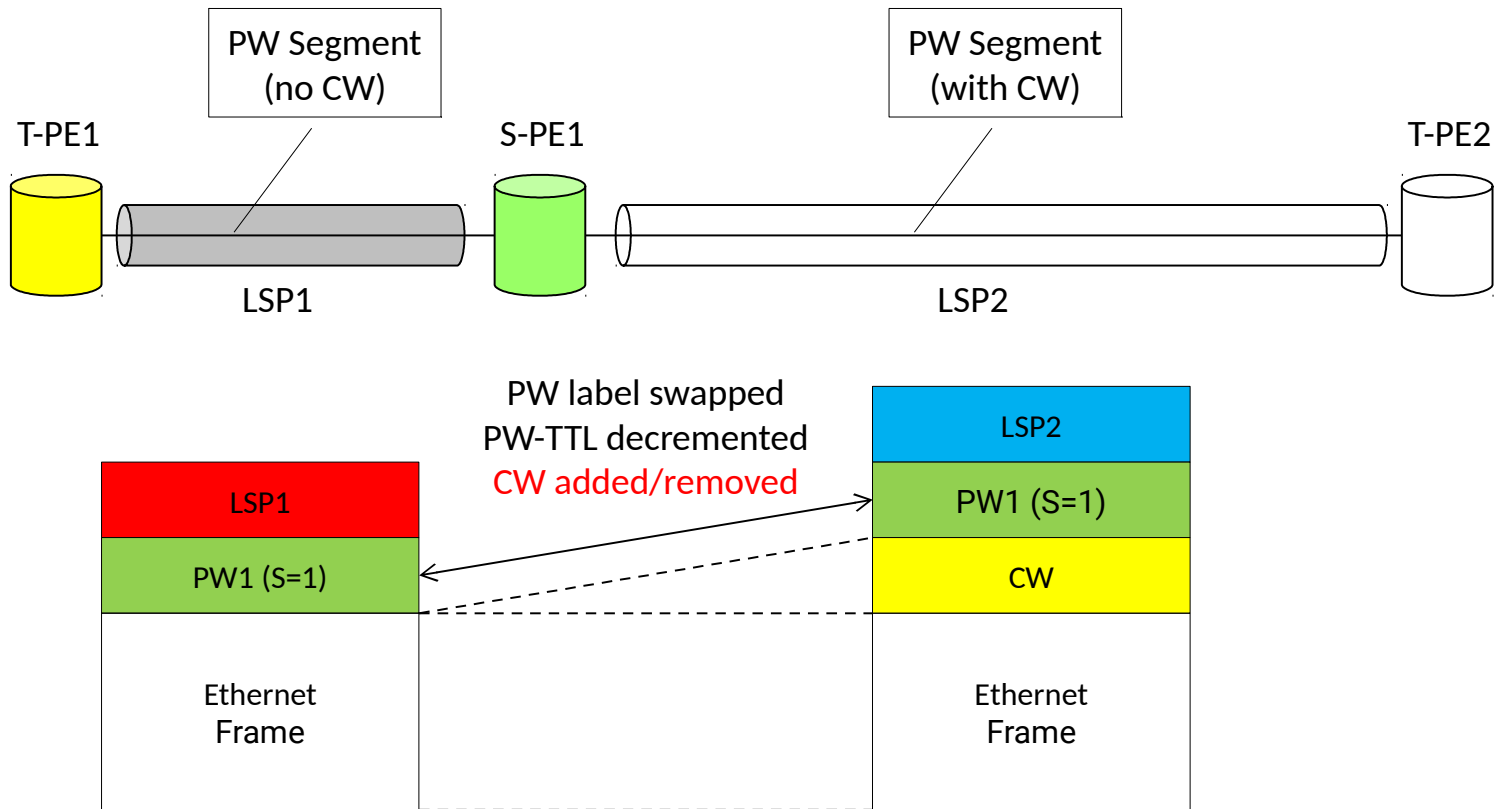 PW Segment
(no CW)
PW Segment
(with CW)
T-PE1
S-PE1
T-PE2
LSP1
LSP2
PW label swapped
PW-TTL decremented
CW added/removed
LSP1
PW1 (S=1)
Ethernet
Frame
LSP2
PW1 (S=1)
CW
Ethernet
Frame